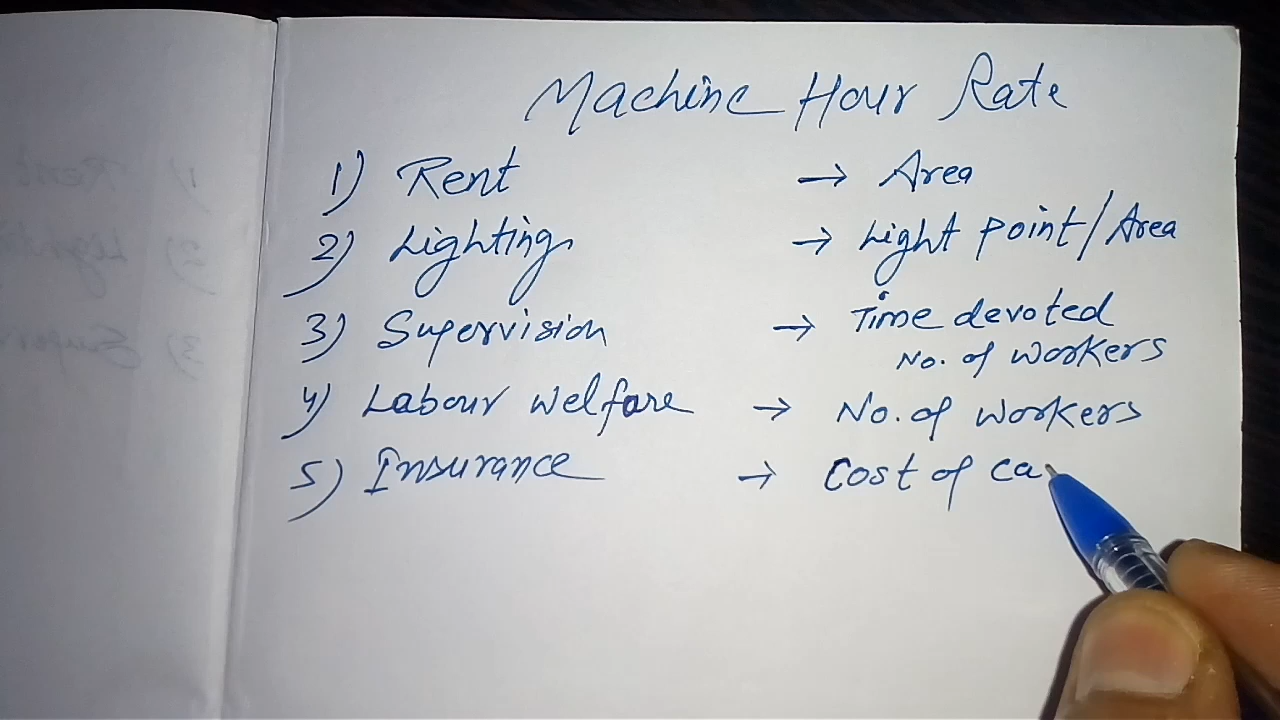 Machine Hour Rate
1) Rent → Area
2) Lighting → Light point/Area
3) Supervision → Time devoted
No. of workers
4) Labour welfare → No. of workers
5) Insurance → Cost of ca